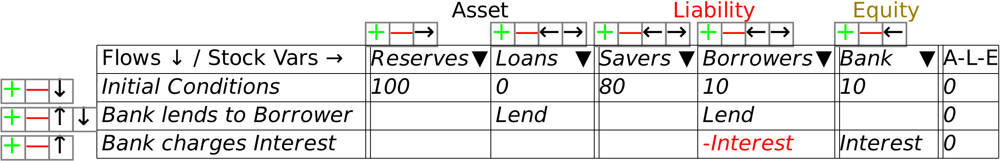 Asset Liability Equity
+ — → + — ← → + — ← → + — ← → + — ←
Flows ↓ / Stock Vars → Reserves ▼ Loans ▼ Savers ▼ Borrowers ▼ Bank ▼ A-L-E
+ — ↓ Initial Conditions 100 0 80 10 10 0
+ — ↑ ↓ Bank lends to Borrower Lend Lend 0
+ — ↑ Bank charges Interest -Interest Interest 0